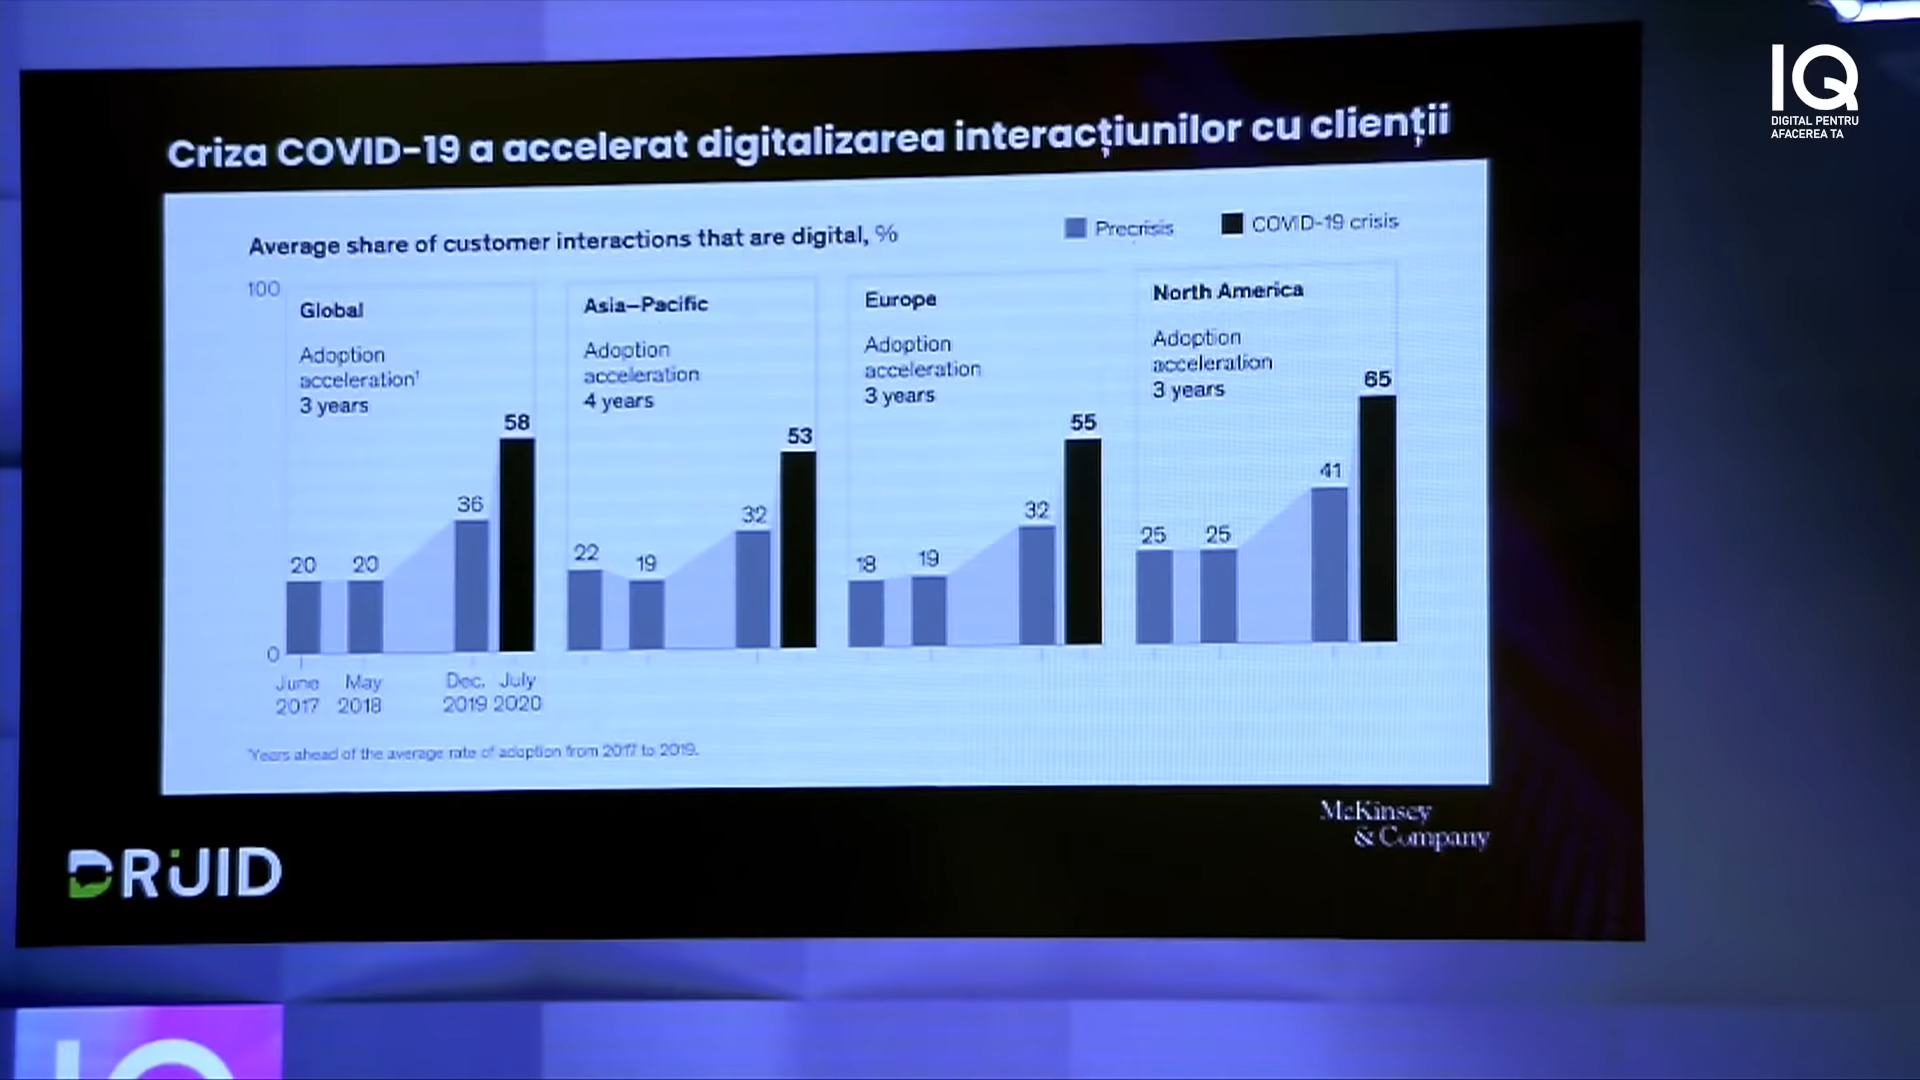 IQ
DIGITAL PENTRU
AFACEREA TA
Criza COVID-19 a accelerat digitalizarea interacțiunilor cu clienții
Average share of customer interactions that are digital, %
Precrisis
COVID-19 crisis
100
0
Global
Adoption
acceleration¹
3 years
20
20
36
58
June
2017
May
2018
Dec.
2019
July
2020
Asia–Pacific
Adoption
acceleration
4 years
22
19
32
53
Europe
Adoption
acceleration
3 years
18
19
32
55
North America
Adoption
acceleration
3 years
25
25
41
65
¹Years ahead of the average rate of adoption from 2017 to 2019.
McKinsey
& Company
DRUID